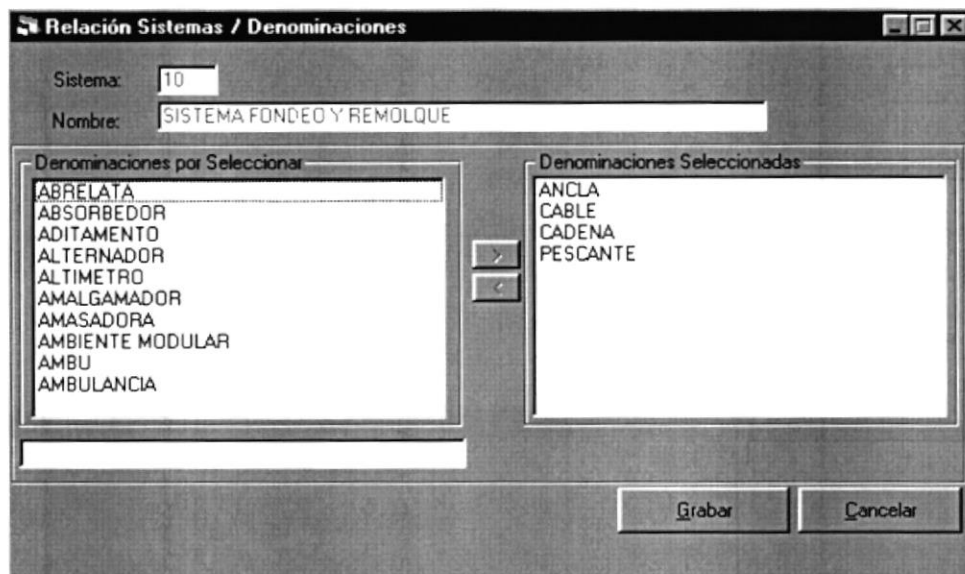 Relación Sistemas / Denominaciones
Sistema: 10
Nombre: SISTEMA FONDEO Y REMOLQUE
Denominaciones por Seleccionar
ABRELATA
ABSORBEDOR
ADITAMENTO
ALTERNADOR
ALTIMETRO
AMALGAMADOR
AMASADORA
AMBIENTE MODULAR
AMBU
AMBULANCIA
>
<
Denominaciones Seleccionadas
ANCLA
CABLE
CADENA
PESCANTE
Grabar Cancelar